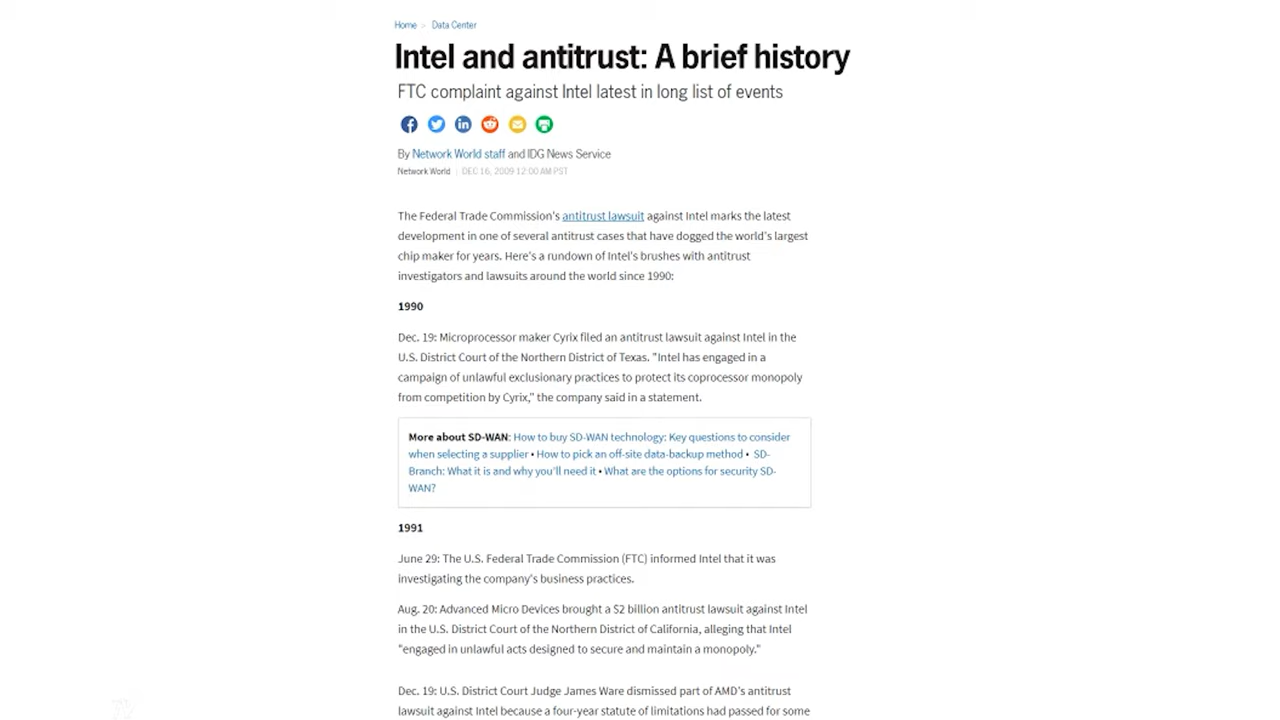 Home > Data Center
Intel and antitrust: A brief history
FTC complaint against Intel latest in long list of events
By Network World staff and IDG News Service
Network World | DEC 16, 2009 12:00 AM PST
The Federal Trade Commission's antitrust lawsuit against Intel marks the latest
development in one of several antitrust cases that have dogged the world's largest
chip maker for years. Here's a rundown of Intel's brushes with antitrust
investigators and lawsuits around the world since 1990:
1990
Dec. 19: Microprocessor maker Cyrix filed an antitrust lawsuit against Intel in the
U.S. District Court of the Northern District of Texas. "Intel has engaged in a
campaign of unlawful exclusionary practices to protect its coprocessor monopoly
from competition by Cyrix," the company said in a statement.
More about SD-WAN: How to buy SD-WAN technology: Key questions to consider
when selecting a supplier • How to pick an off-site data-backup method • SD-
Branch: What it is and why you'll need it • What are the options for security SD-
WAN?
1991
June 29: The U.S. Federal Trade Commission (FTC) informed Intel that it was
investigating the company's business practices.
Aug. 20: Advanced Micro Devices brought a $2 billion antitrust lawsuit against Intel
in the U.S. District Court of the Northern District of California, alleging that Intel
"engaged in unlawful acts designed to secure and maintain a monopoly."
Dec. 19: U.S. District Court Judge James Ware dismissed part of AMD's antitrust
lawsuit against Intel because a four-year statute of limitations had passed for some